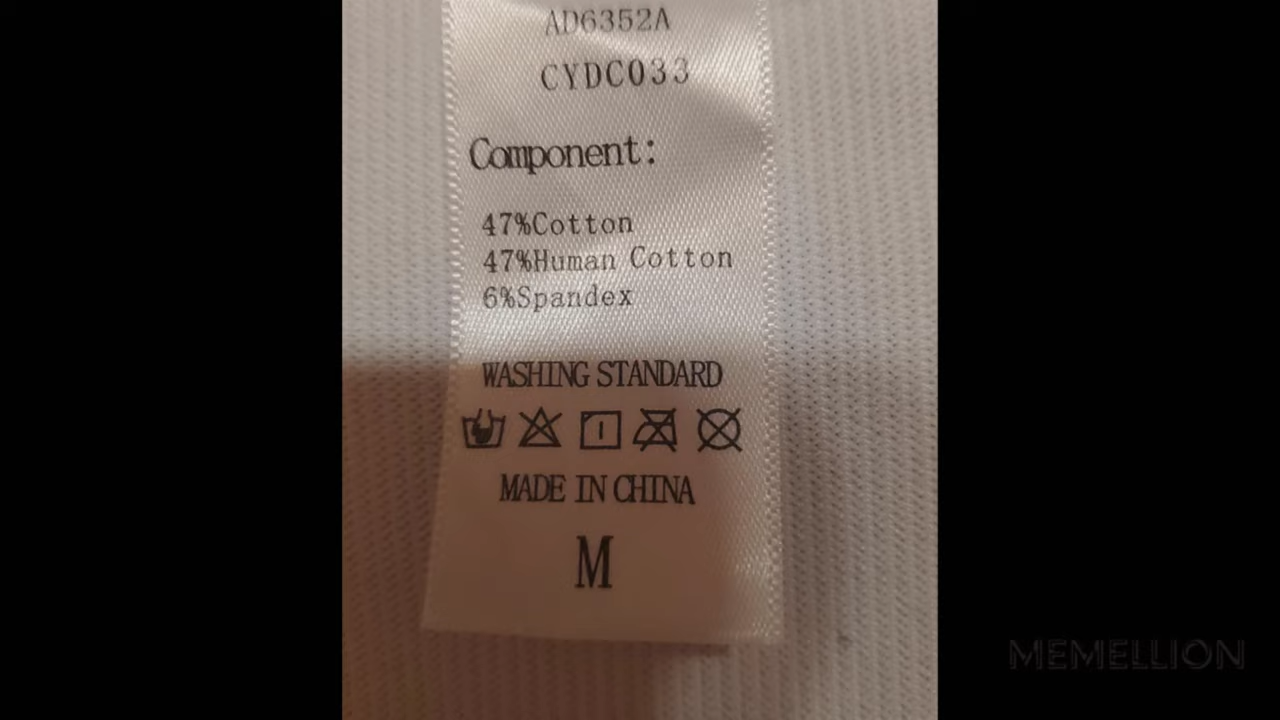 AD6352A
CYDC033
Component:
47%Cotton
47%Human Cotton
6%Spandex
WASHING STANDARD
MADE IN CHINA
M
MEMELLION